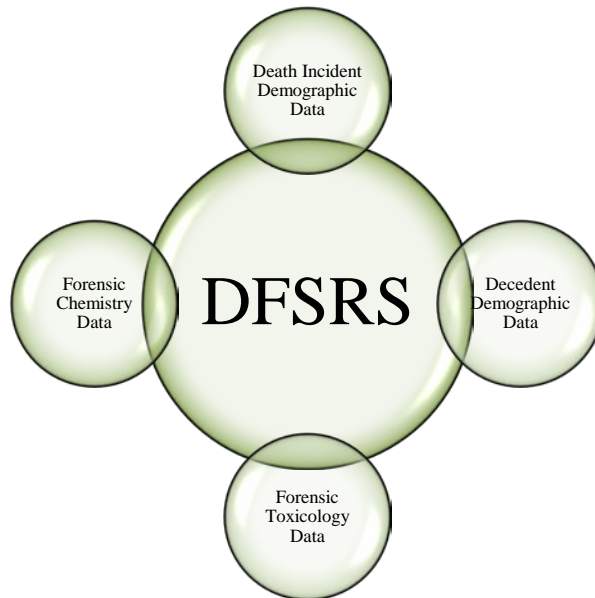 Death Incident
Demographic
Data
Forensic
Chemistry
Data
DFSRS
Decedent
Demographic
Data
Forensic
Toxicology
Data